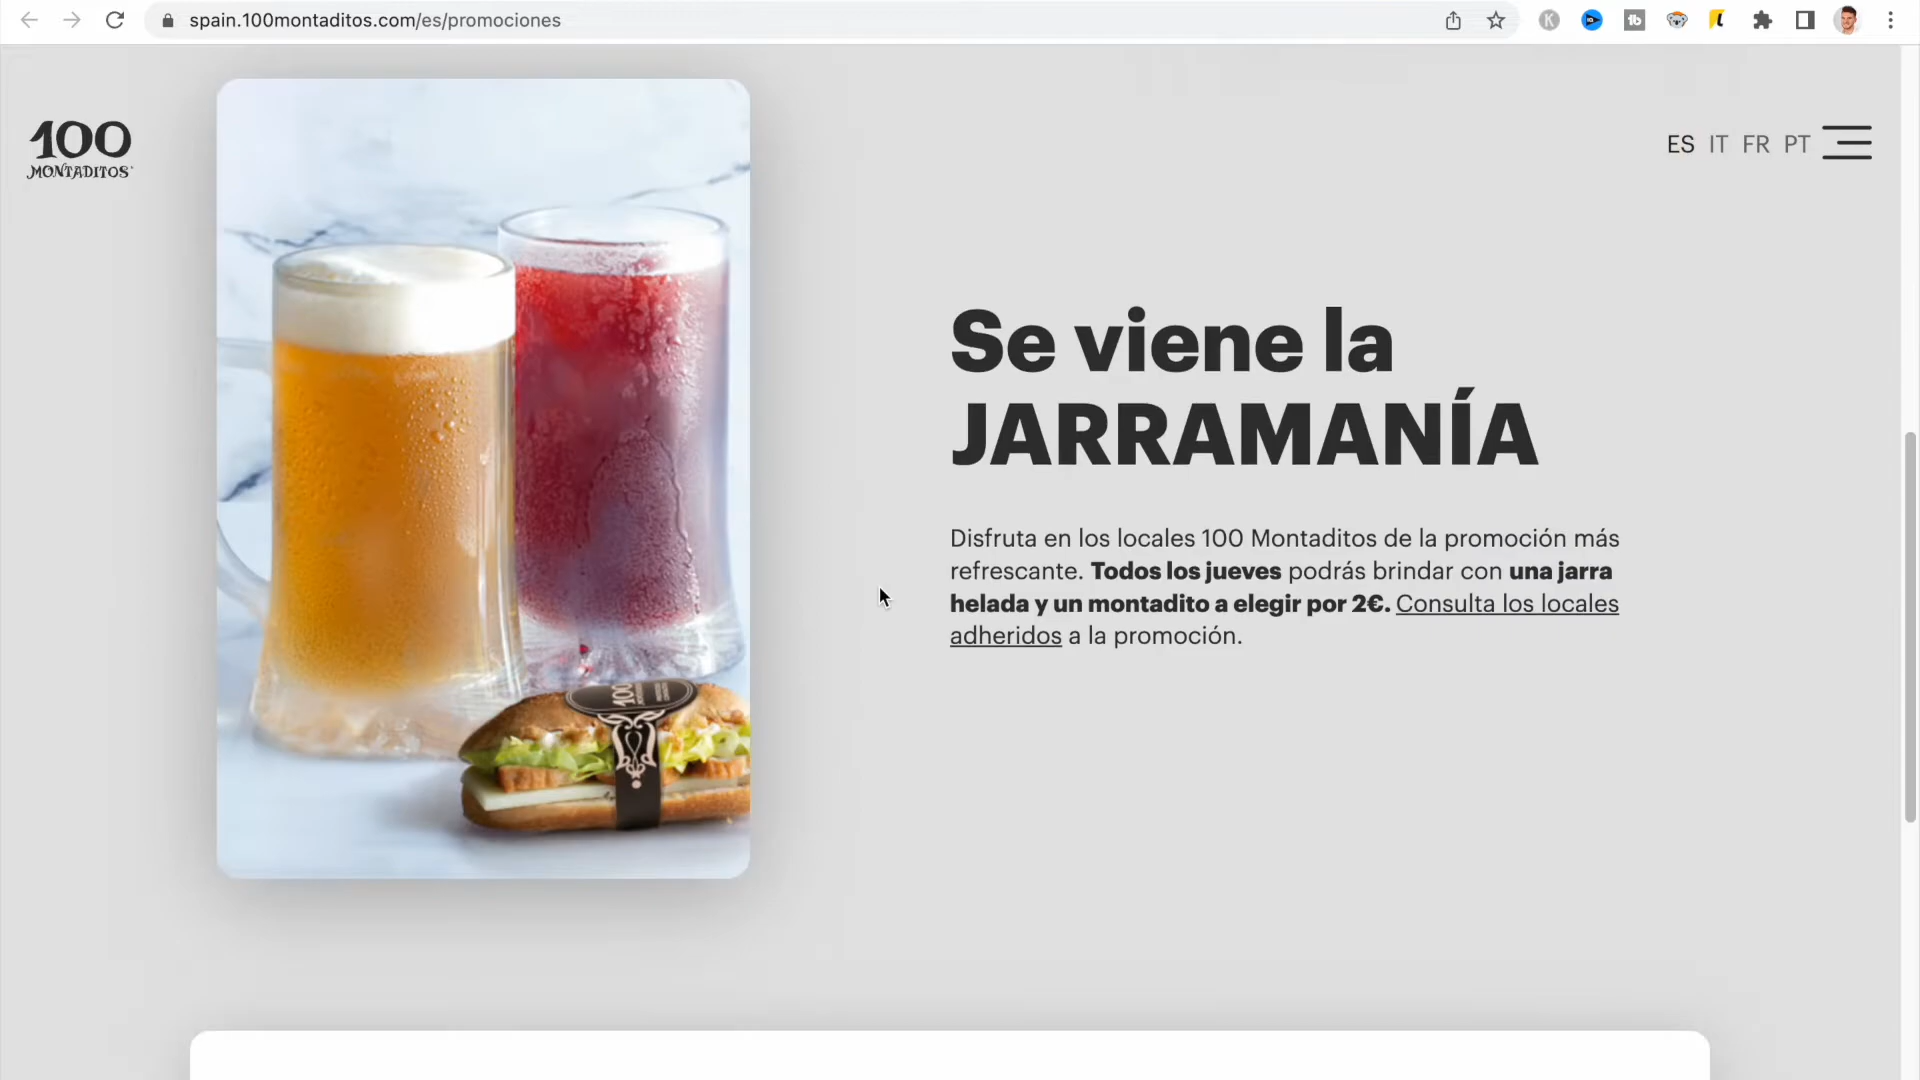 spain.100montaditos.com/es/promociones
100
MONTADITOS
ES IT FR PT
Se viene la
JARRAMANÍA
Disfruta en los locales 100 Montaditos de la promoción más
refrescante. Todos los jueves podrás brindar con una jarra
helada y un montadito a elegir por 2€. Consulta los locales
adheridos a la promoción.
100